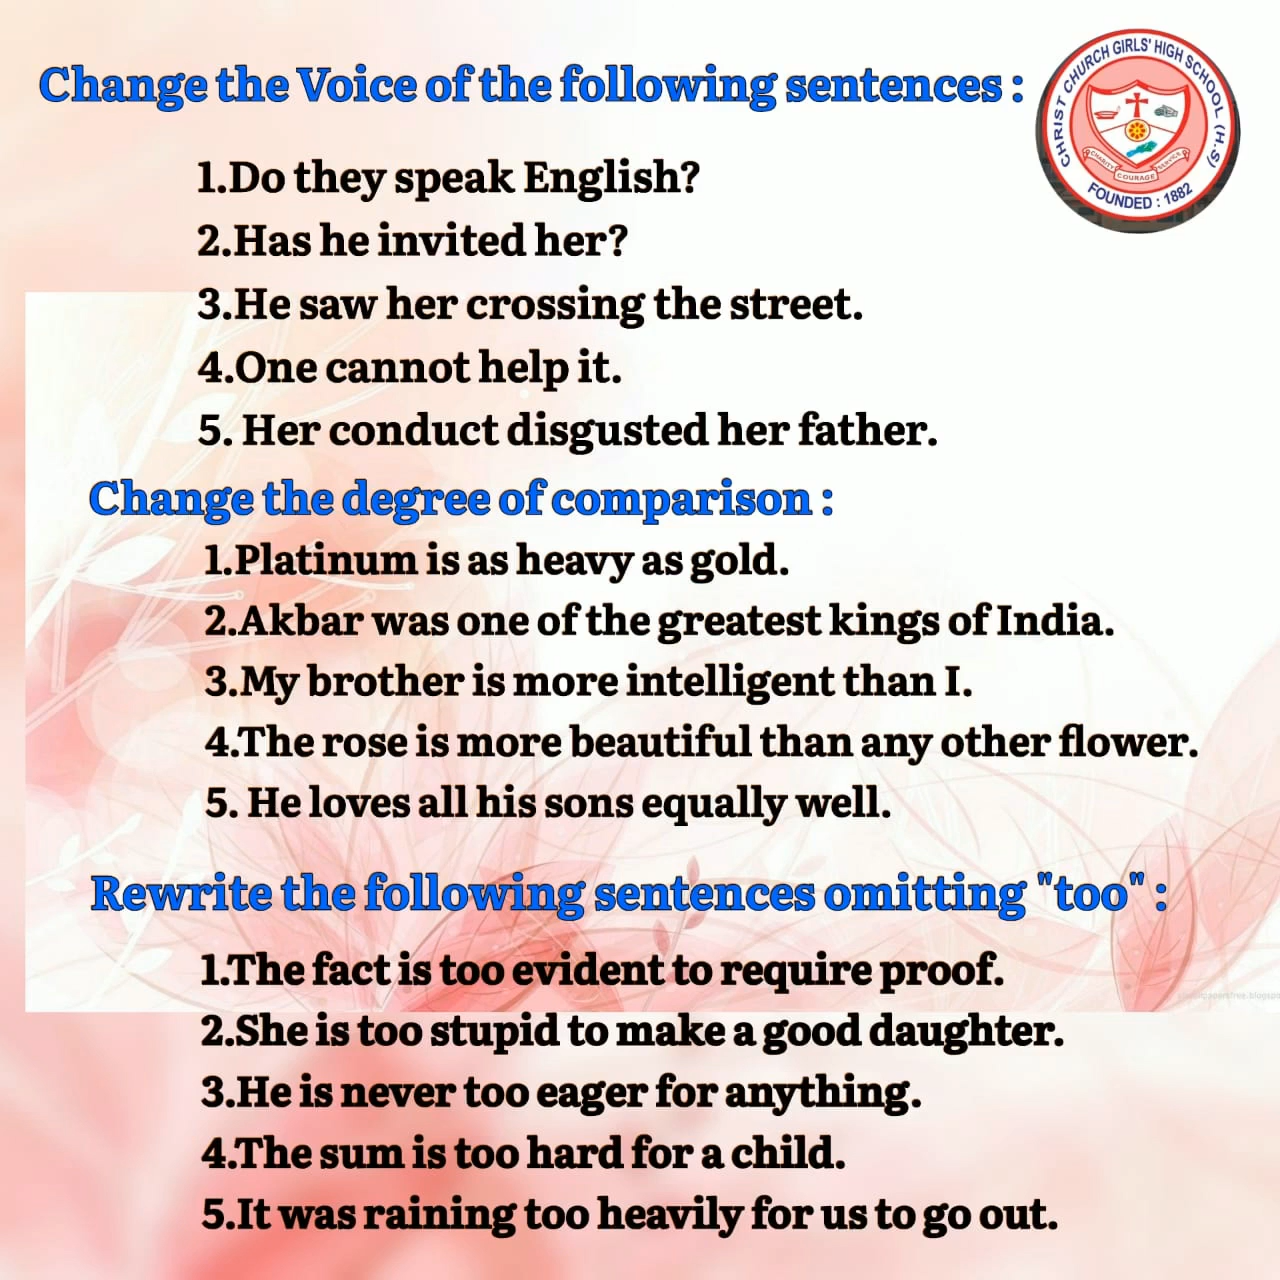 Change the Voice of the following sentences :
CHRIST CHURCH GIRLS' HIGH SCHOOL (H.S)
CHARITY COURAGE SERVICE
FOUNDED : 1882
1.Do they speak English?
2.Has he invited her?
3.He saw her crossing the street.
4.One cannot help it.
5. Her conduct disgusted her father.
Change the degree of comparison :
1.Platinum is as heavy as gold.
2.Akbar was one of the greatest kings of India.
3.My brother is more intelligent than I.
4.The rose is more beautiful than any other flower.
5. He loves all his sons equally well.
Rewrite the following sentences omitting "too" :
1.The fact is too evident to require proof.
2.She is too stupid to make a good daughter.
3.He is never too eager for anything.
4.The sum is too hard for a child.
5.It was raining too heavily for us to go out.